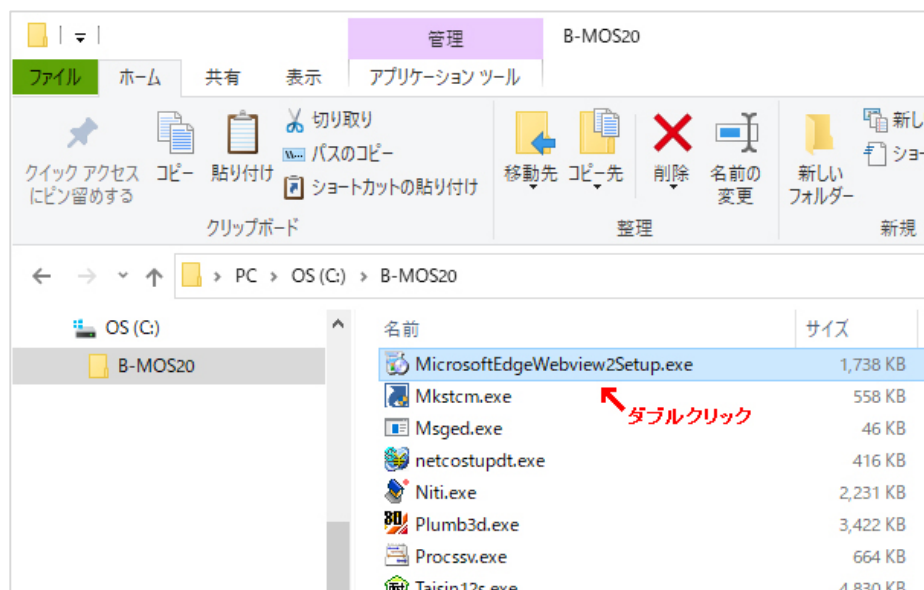 管理
B-MOS20
ファイル
ホーム
共有
表示
アプリケーション ツール
クイック アクセス
にピン留めする
コピー
貼り付け
切り取り
パスのコピー
ショートカットの貼り付け
クリップボード
移動先
コピー先
削除
名前の
変更
整理
新しい
フォルダー
新し
ショー
新規
PC > OS (C:) > B-MOS20
OS (C:)
B-MOS20
名前 サイズ
MicrosoftEdgeWebview2Setup.exe 1,738 KB
Mkstcm.exe 558 KB
ダブルクリック
Msged.exe 46 KB
netcostupdt.exe 416 KB
Niti.exe 2,231 KB
Plumb3d.exe 3,422 KB
Procssv.exe 664 KB
Taisin12s.exe 4,830 KB